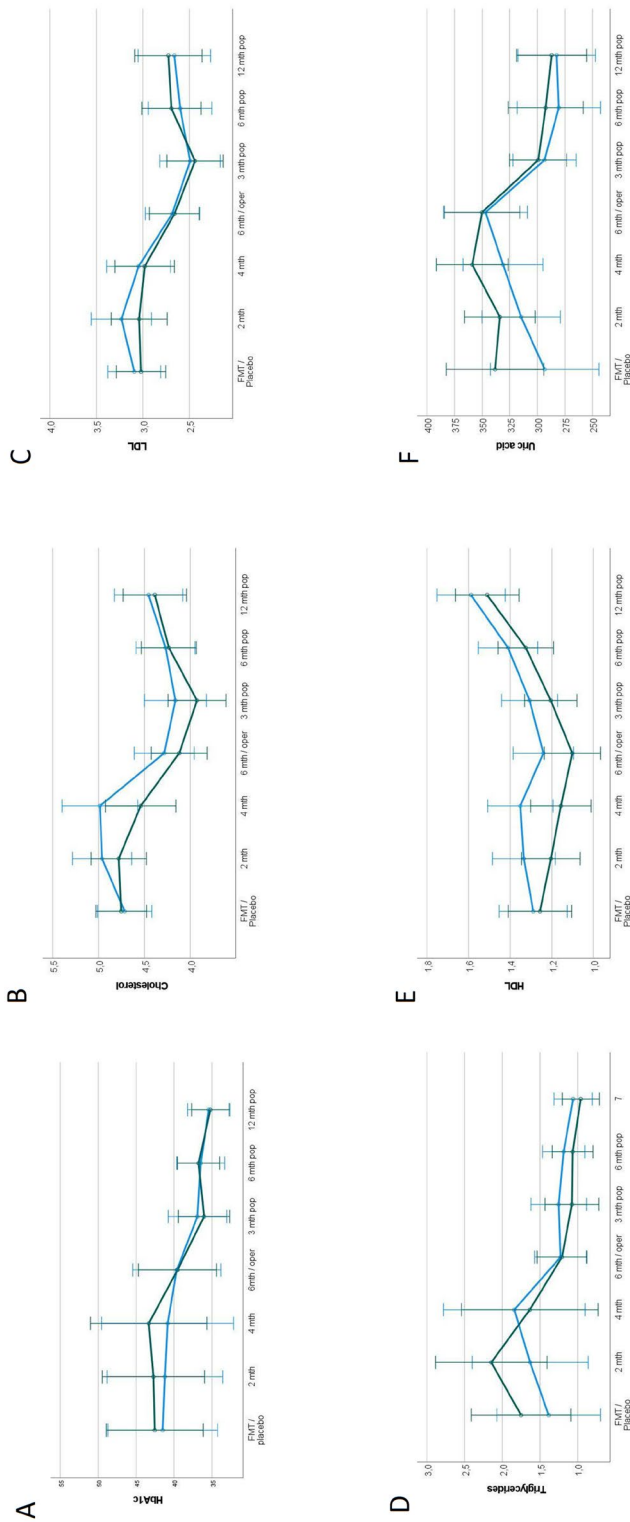 A
HbA1c
55
50
45
40
35
FMT / placebo
2 mth
4 mth
6mth / oper
3 mth pop
6 mth pop
12 mth pop
B
Cholesterol
5,5
5,0
4,5
4,0
FMT / Placebo
2 mth
4 mth
6 mth / oper
3 mth pop
6 mth pop
12 mth pop
C
LDL
4.0
3.5
3.0
2.5
FMT / Placebo
2 mth
4 mth
6 mth / oper
3 mth pop
6 mth pop
12 mth pop
D
Triglycerides
3,0
2,5
2,0
1,5
1,0
FMT / Placebo
2 mth
4 mth
6 mth / oper
3 mth pop
6 mth pop
7
E
HDL
1,8
1,6
1,4
1,2
1,0
FMT / Placebo
2 mth
4 mth
6 mth / oper
3 mth pop
6 mth pop
12 mth pop
F
Uric acid
400
375
350
325
300
275
250
FMT / Placebo
2 mth
4 mth
6 mth / oper
3 mth pop
6 mth pop
12 mth pop